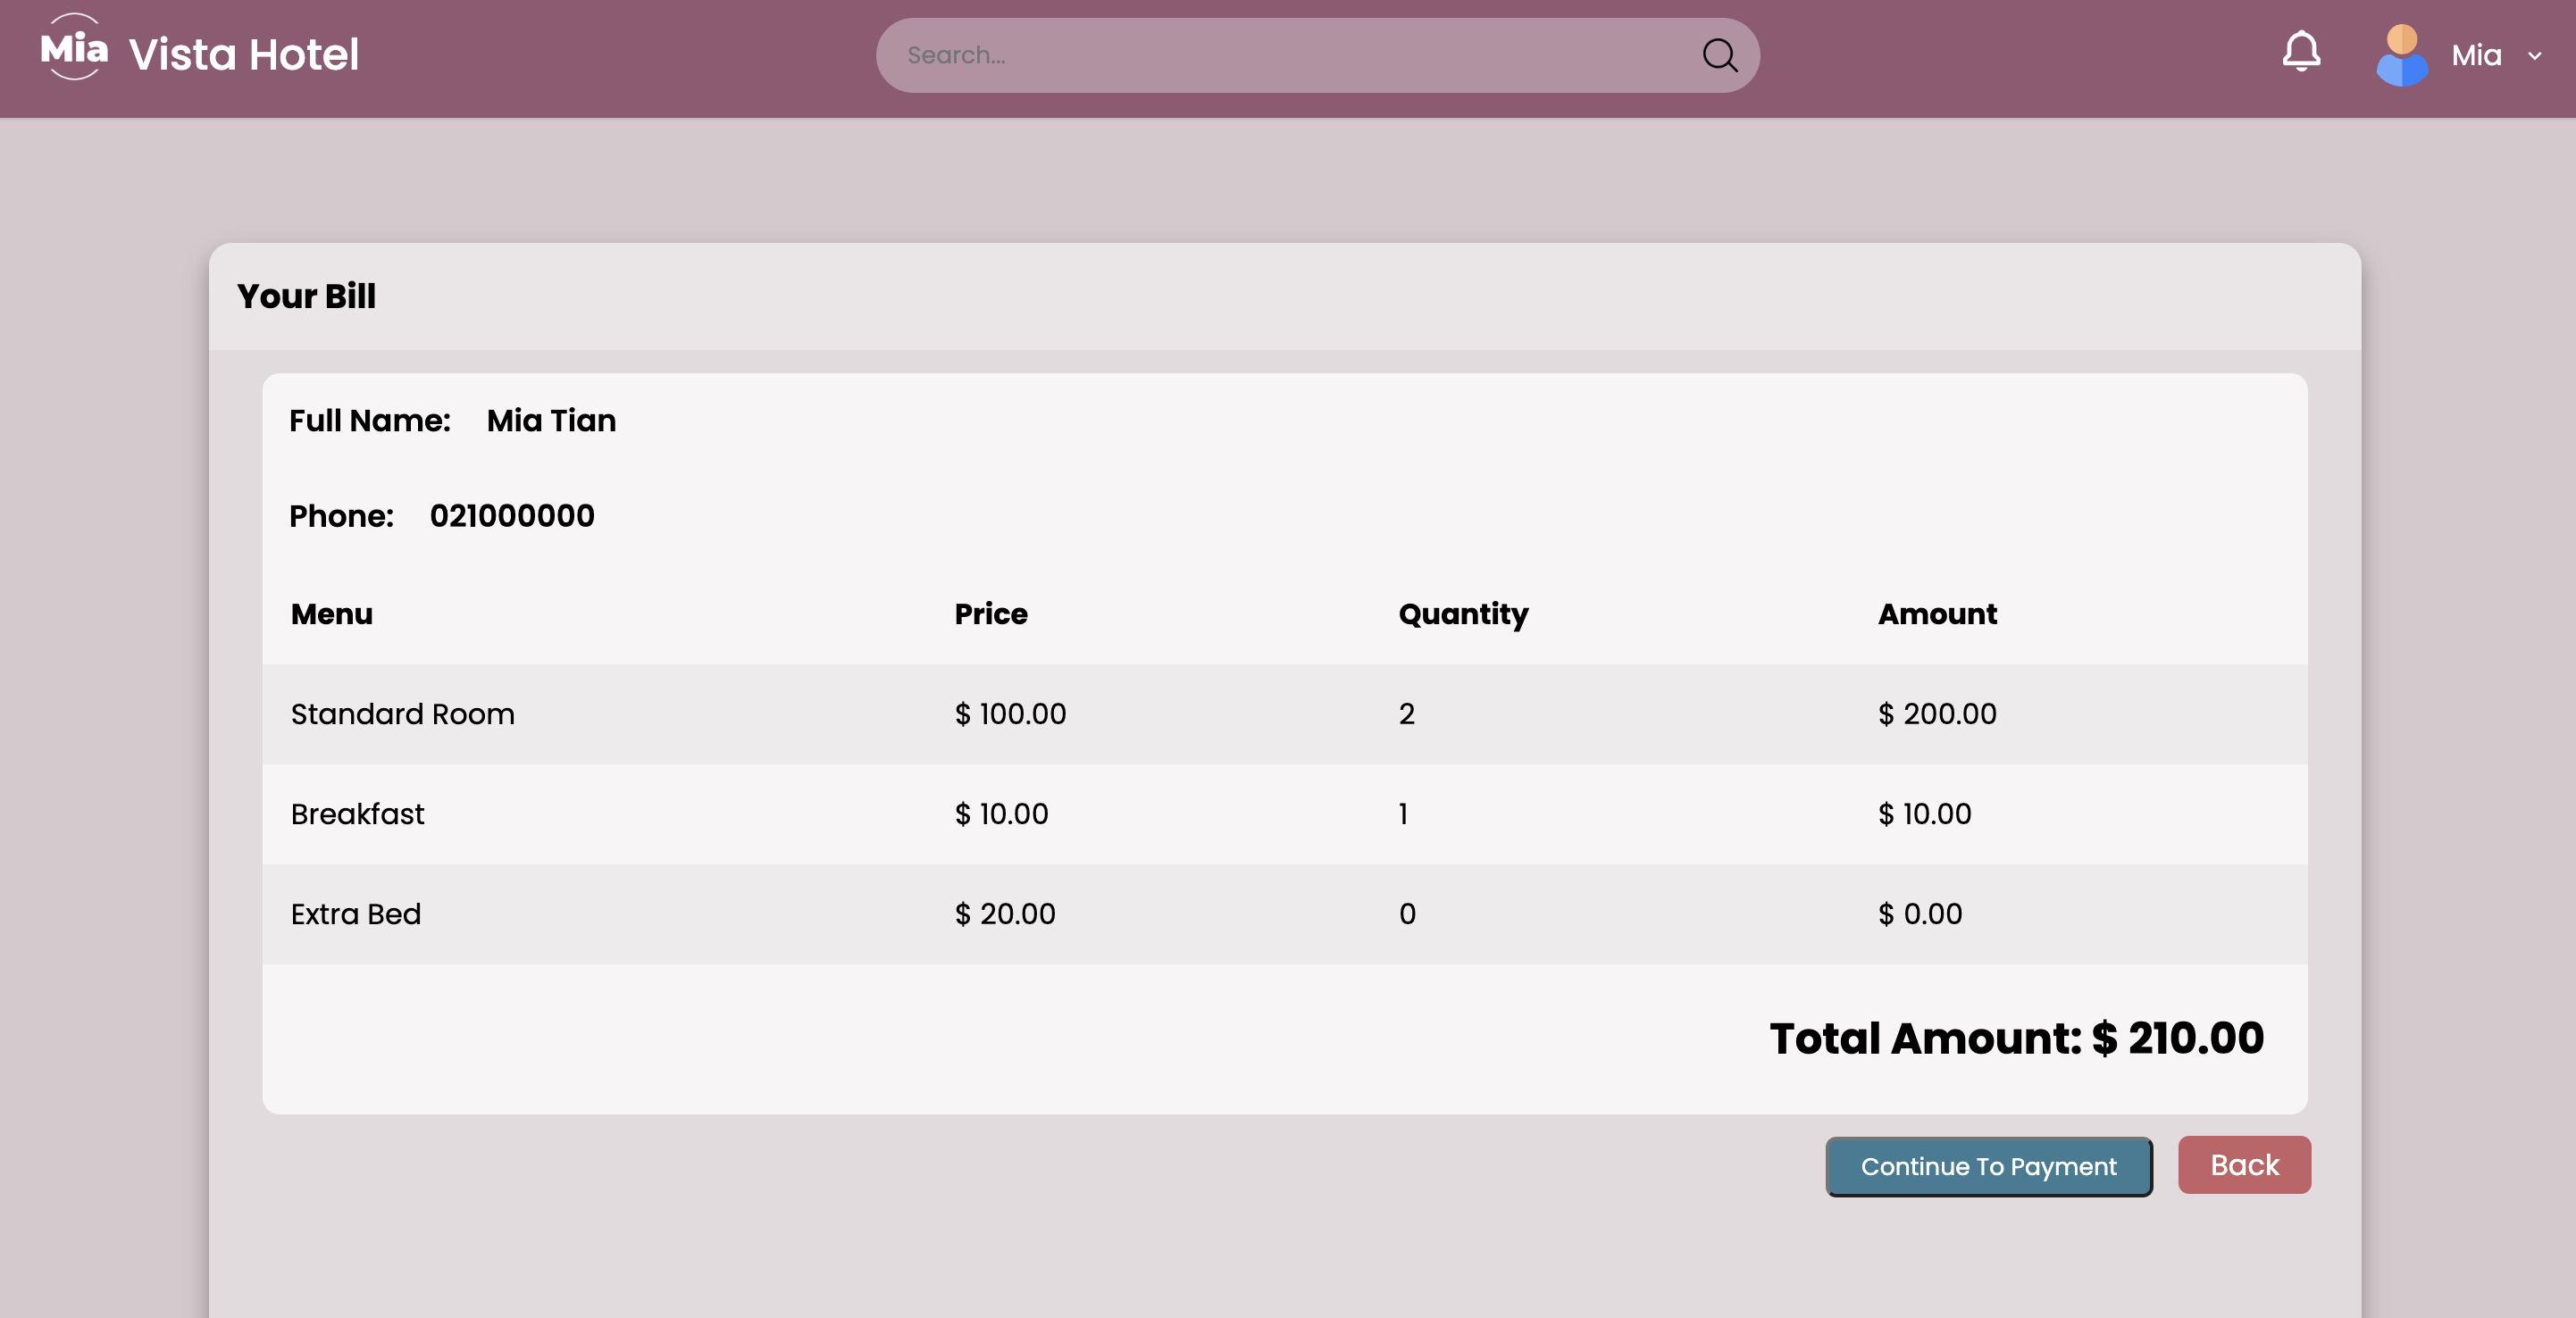 Mia Vista Hotel
Search...
Mia
Your Bill
Full Name: Mia Tian
Phone: 021000000
Menu Price Quantity Amount
Standard Room $ 100.00 2 $ 200.00
Breakfast $ 10.00 1 $ 10.00
Extra Bed $ 20.00 0 $ 0.00
Total Amount: $ 210.00
Continue To Payment Back